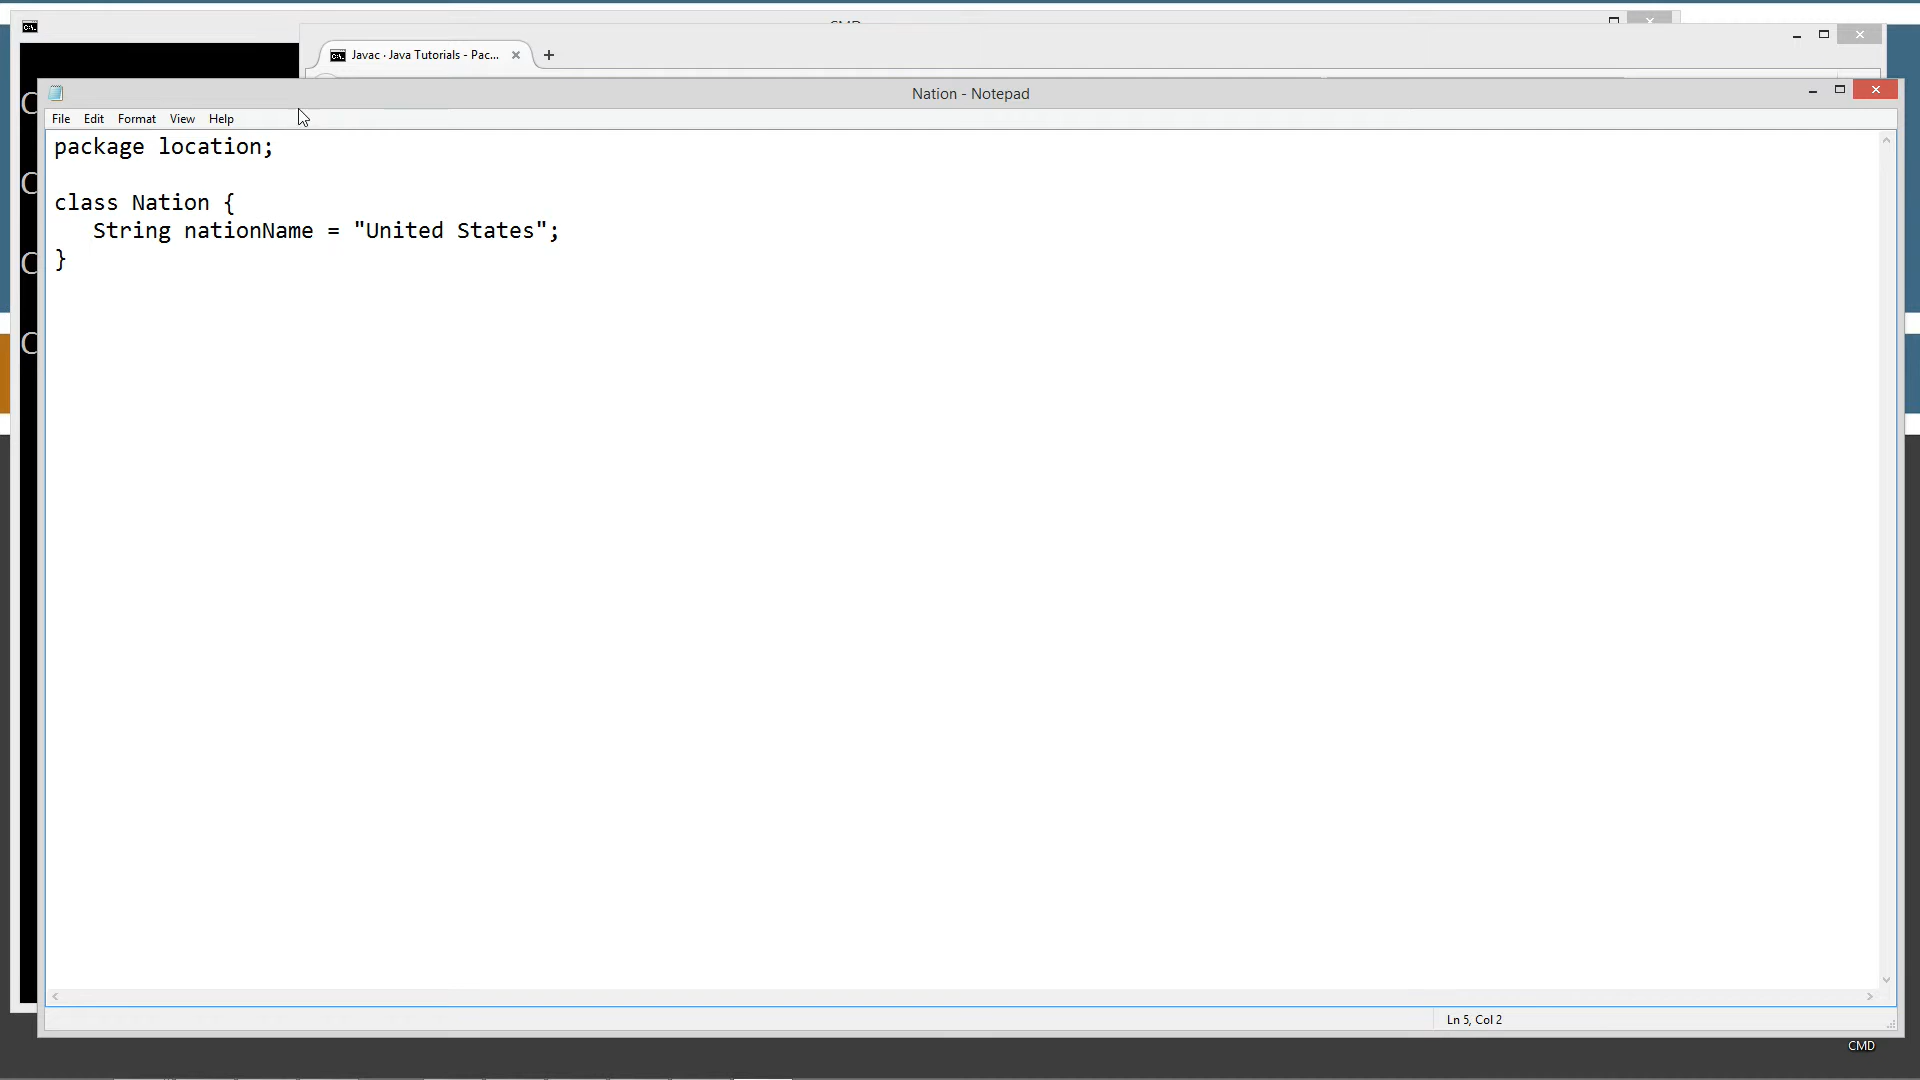 Javac · Java Tutorials - Pac...
Nation - Notepad
File Edit Format View Help
package location;
class Nation {
String nationName = "United States";
}
Ln 5, Col 2
CMD